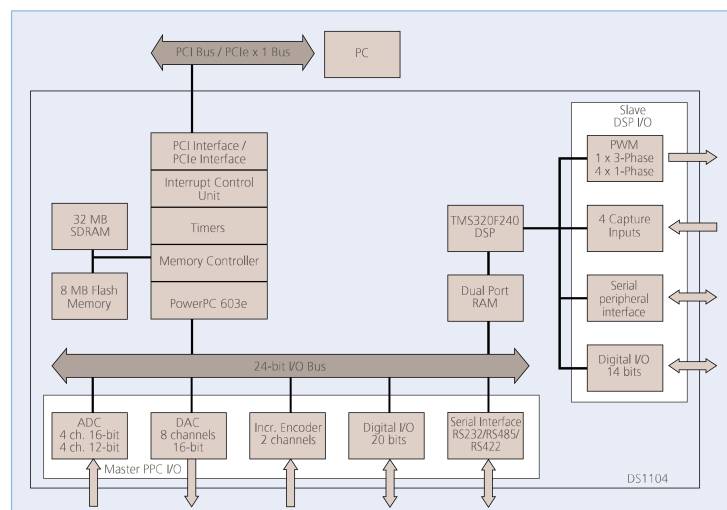 PCI Bus / PCIe x 1 Bus
PC
PCI Interface /
PCIe Interface
Interrupt Control
Unit
Timers
Memory Controller
PowerPC 603e
32 MB
SDRAM
8 MB Flash
Memory
TMS320F240
DSP
Dual Port
RAM
Slave
DSP I/O
PWM
1 x 3-Phase
4 x 1-Phase
4 Capture
Inputs
Serial
peripheral
interface
Digital I/O
14 bits
24-bit I/O Bus
ADC
4 ch. 16-bit
4 ch. 12-bit
DAC
8 channels
16-bit
Incr. Encoder
2 channels
Digital I/O
20 bits
Serial Interface
RS232/RS485/
RS422
Master PPC I/O
DS1104